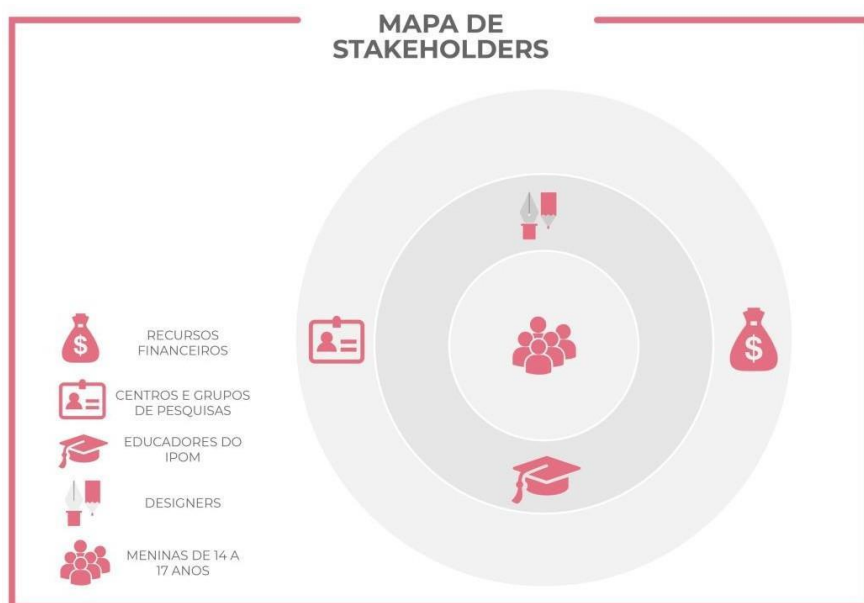 MAPA DE
STAKEHOLDERS
RECURSOS
FINANCEIROS
CENTROS E GRUPOS
DE PESQUISAS
EDUCADORES DO
IPOM
DESIGNERS
MENINAS DE 14 A
17 ANOS
$
$